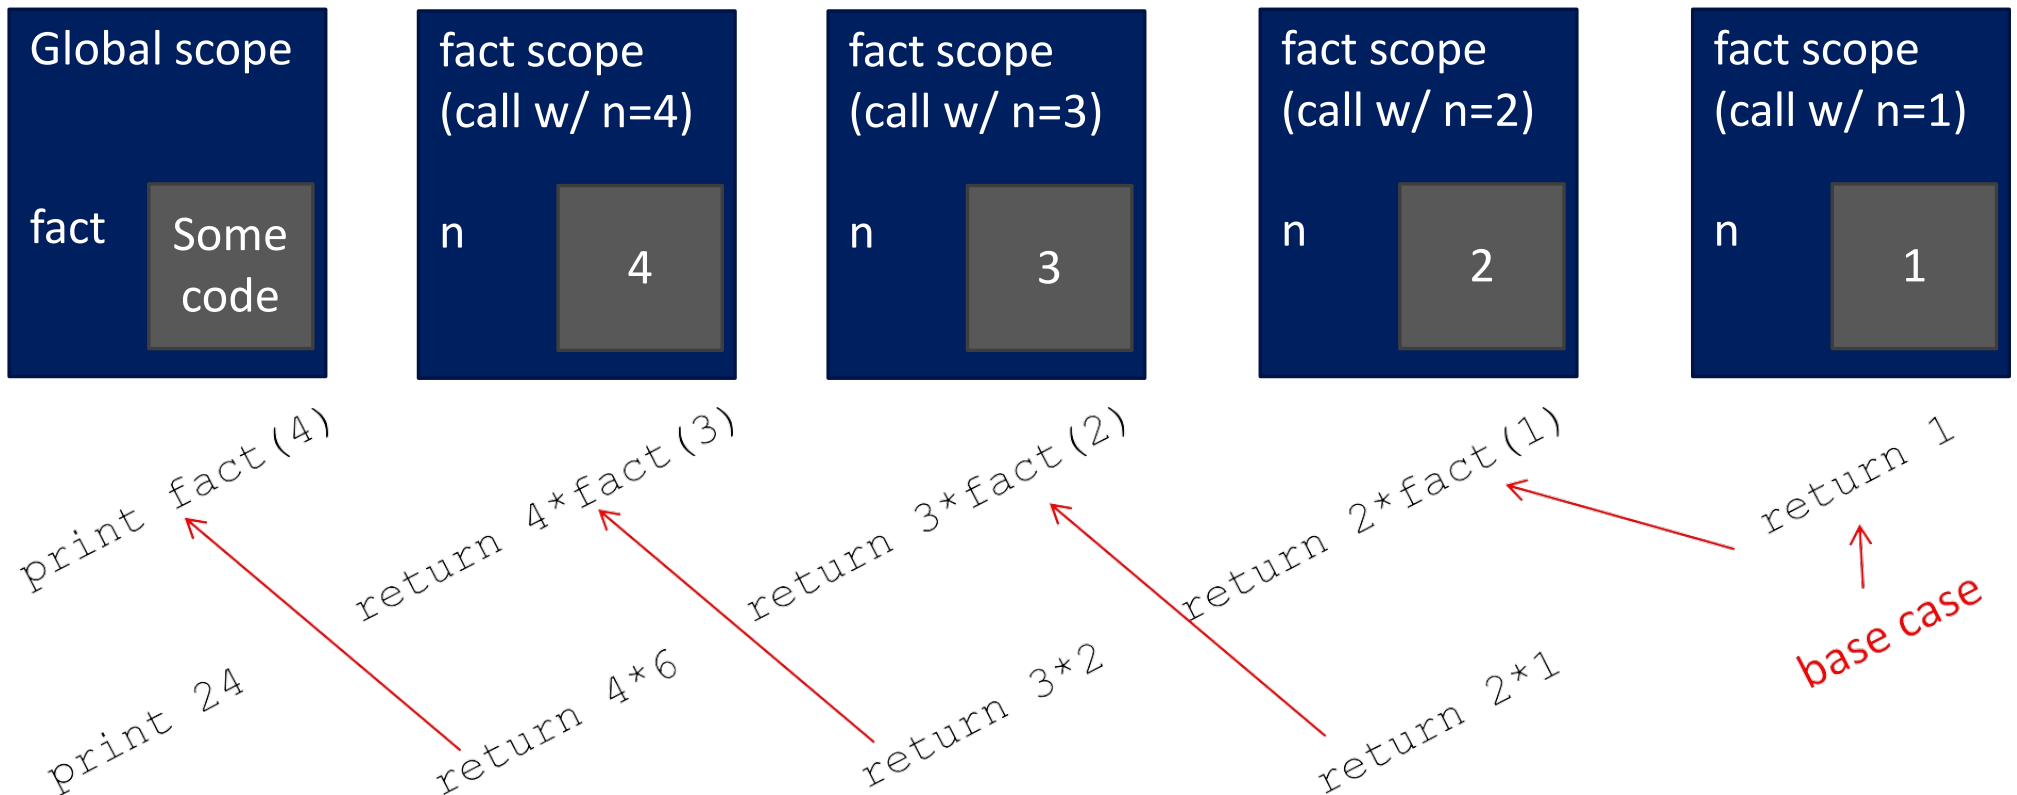 Global scope
fact
Some
code
fact scope
(call w/ n=4)
n
4
fact scope
(call w/ n=3)
n
3
fact scope
(call w/ n=2)
n
2
fact scope
(call w/ n=1)
n
1
print fact(4)
return 4*fact(3)
return 3*fact(2)
return 2*fact(1)
return 1
base case
print 24
return 4*6
return 3*2
return 2*1